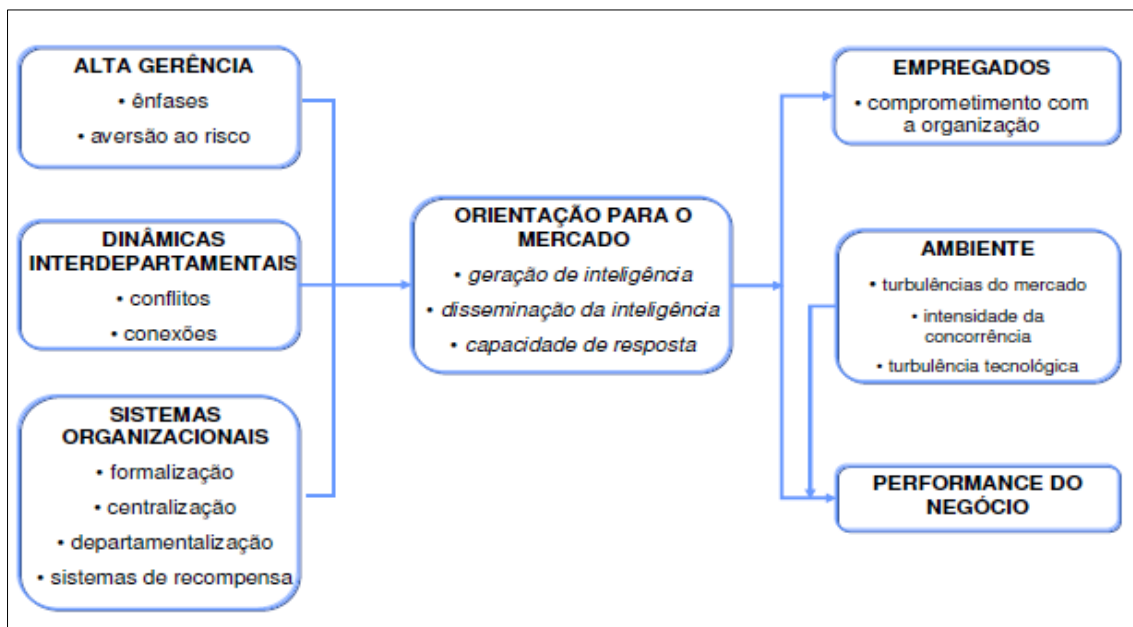 ALTA GERÊNCIA
• ênfases
• aversão ao risco
DINÂMICAS
INTERDEPARTAMENTAIS
• conflitos
• conexões
SISTEMAS
ORGANIZACIONAIS
• formalização
• centralização
• departamentalização
• sistemas de recompensa
ORIENTAÇÃO PARA O
MERCADO
• geração de inteligência
• disseminação da inteligência
• capacidade de resposta
EMPREGADOS
• comprometimento com
a organização
AMBIENTE
• turbulências do mercado
• intensidade da
concorrência
• turbulência tecnológica
PERFORMANCE DO
NEGÓCIO